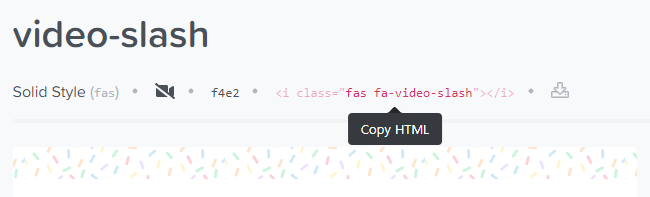 video-slash
Solid Style (fas) • • f4e2 • <i class="fas fa-video-slash"></i> •
Copy HTML